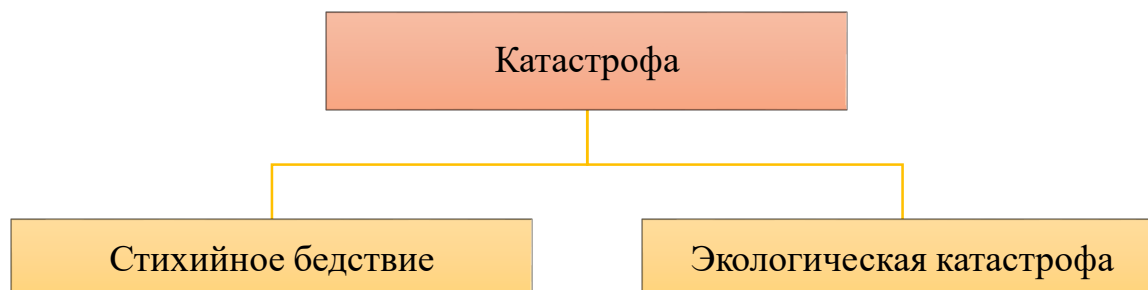 Катастрофа
Стихийное бедствие
Экологическая катастрофа